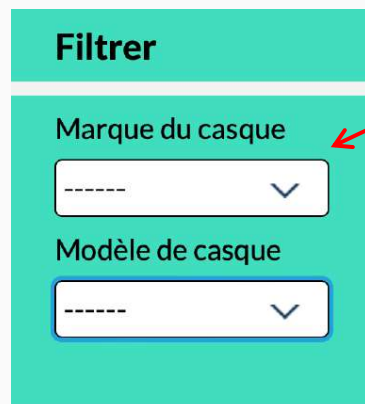 Filtrer
Marque du casque
------
Modèle de casque
------